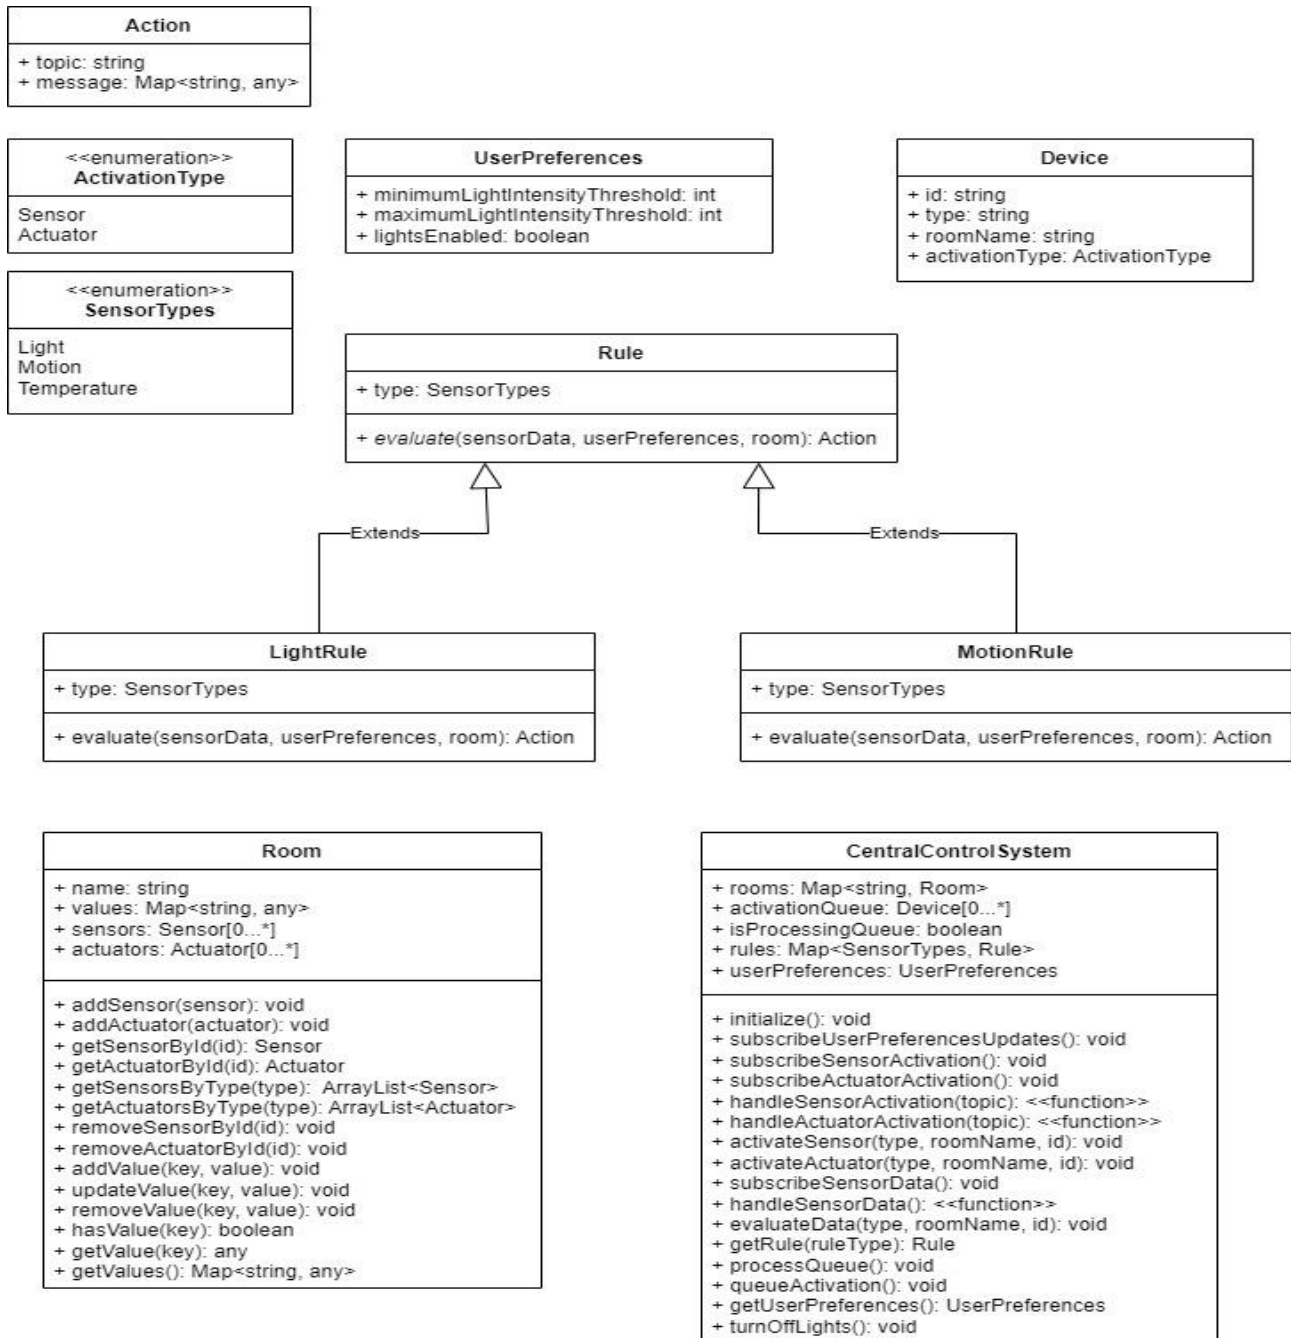 Action
+ topic: string
+ message: Map<string, any>
<<enumeration>>
ActivationType
Sensor
Actuator
UserPreferences
+ minimumLightIntensityThreshold: int
+ maximumLightIntensityThreshold: int
+ lightsEnabled: boolean
Device
+ id: string
+ type: string
+ roomName: string
+ activationType: ActivationType
<<enumeration>>
SensorTypes
Light
Motion
Temperature
Rule
+ type: SensorTypes
+ evaluate(sensorData, userPreferences, room): Action
Extends
Extends
LightRule
+ type: SensorTypes
+ evaluate(sensorData, userPreferences, room): Action
MotionRule
+ type: SensorTypes
+ evaluate(sensorData, userPreferences, room): Action
Room
+ name: string
+ values: Map<string, any>
+ sensors: Sensor[0...*]
+ actuators: Actuator[0...*]
+ addSensor(sensor): void
+ addActuator(actuator): void
+ getSensorById(id): Sensor
+ getActuatorById(id): Actuator
+ getSensorsByType(type): ArrayList<Sensor>
+ getActuatorsByType(type): ArrayList<Actuator>
+ removeSensorById(id): void
+ removeActuatorById(id): void
+ addValue(key, value): void
+ updateValue(key, value): void
+ removeValue(key, value): void
+ hasValue(key): boolean
+ getValue(key): any
+ getValues(): Map<string, any>
CentralControlSystem
+ rooms: Map<string, Room>
+ activationQueue: Device[0...*]
+ isProcessingQueue: boolean
+ rules: Map<SensorTypes, Rule>
+ userPreferences: UserPreferences
+ initialize(): void
+ subscribeUserPreferencesUpdates(): void
+ subscribeSensorActivation(): void
+ subscribeActuatorActivation(): void
+ handleSensorActivation(topic): <<function>>
+ handleActuatorActivation(topic): <<function>>
+ activateSensor(type, roomName, id): void
+ activateActuator(type, roomName, id): void
+ subscribeSensorData(): void
+ handleSensorData(): <<function>>
+ evaluateData(type, roomName, id): void
+ getRule(ruleType): Rule
+ processQueue(): void
+ queueActivation(): void
+ getUserPreferences(): UserPreferences
+ turnOffLights(): void